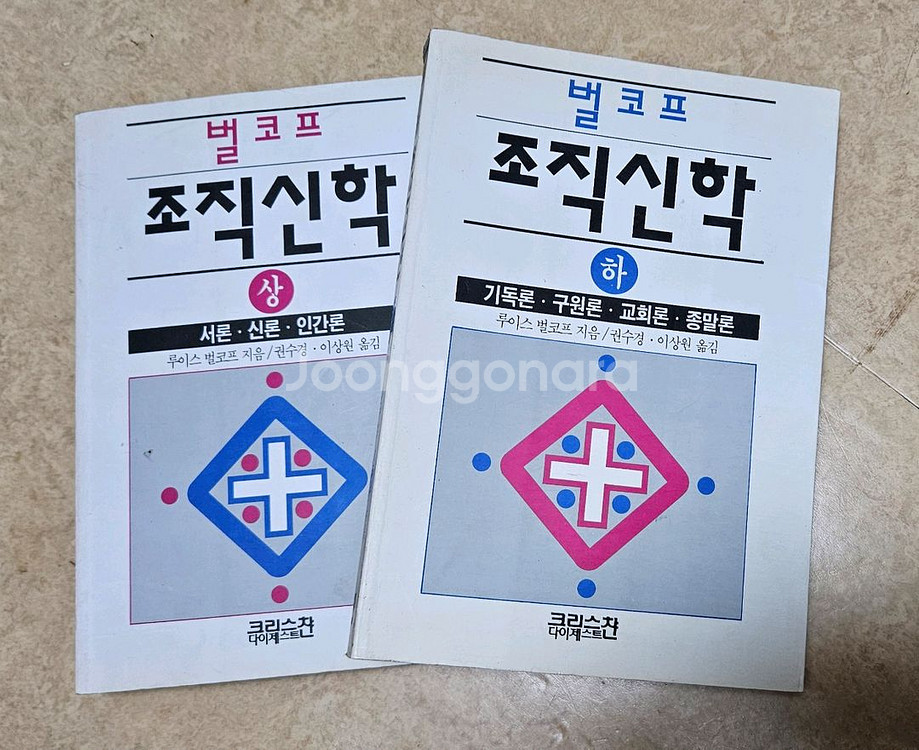 벌코프
조직신학
상
서론·신론·인간론
루이스 벌코프 지음/권수경·이상원 옮김
크리스챤
다이제스트
벌코프
조직신학
하
기독론·구원론·교회론·종말론
루이스 벌코프 지음/권수경·이상원 옮김
크리스챤
다이제스트
Joonggonara